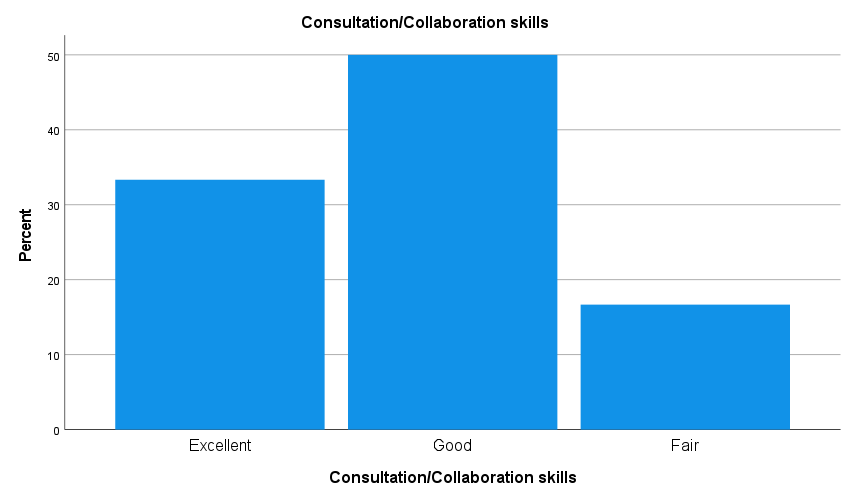 Consultation/Collaboration skills
Percent
50
40
30
20
10
0
Excellent
Good
Fair
Consultation/Collaboration skills